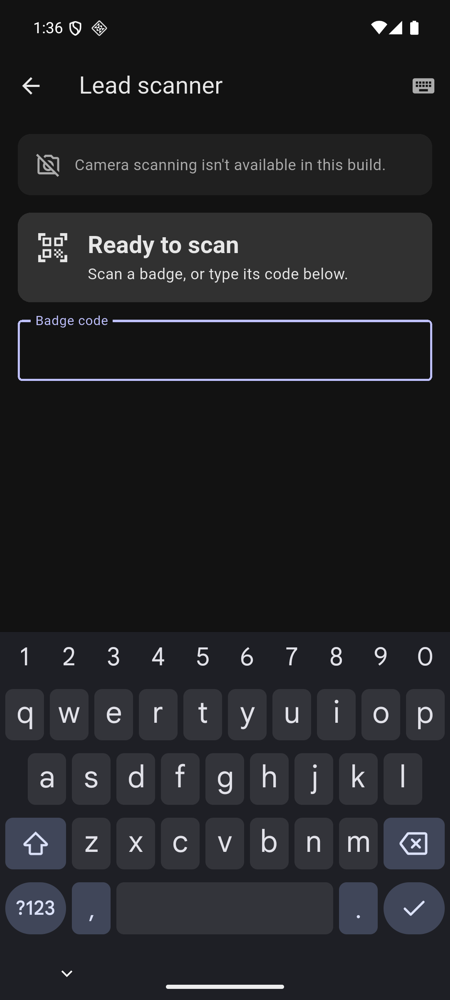 1:36
Lead scanner
Camera scanning isn't available in this build.
Ready to scan
Scan a badge, or type its code below.
Badge code
1 2 3 4 5 6 7 8 9 0
q w e r t y u i o p
a s d f g h j k l
z x c v b n m
?123 , .